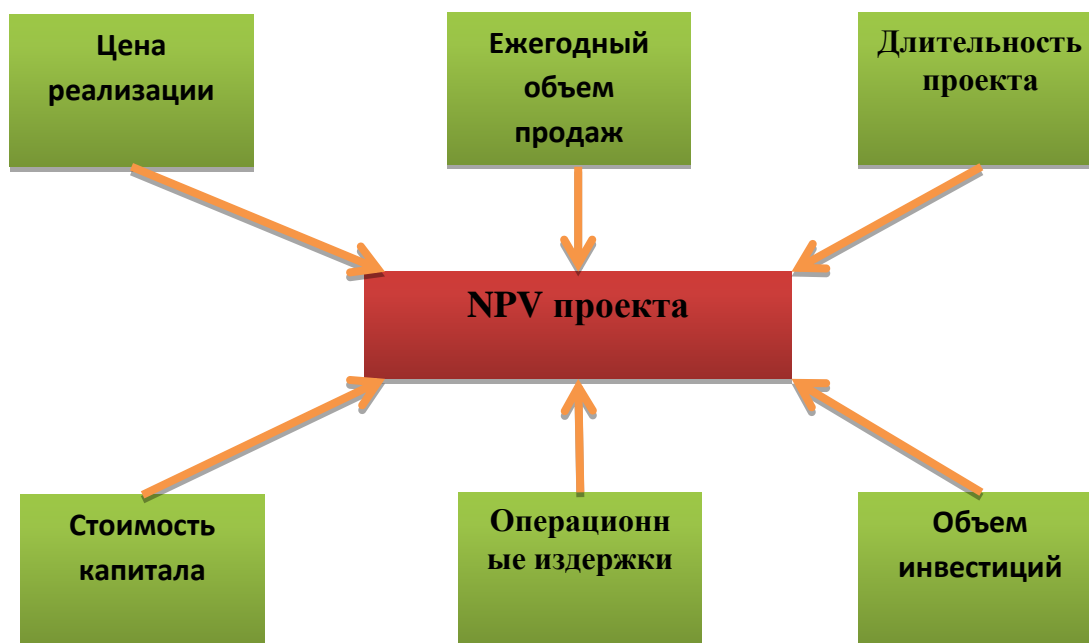 Цена
реализации
Ежегодный
объем
продаж
Длительность
проекта
NPV проекта
Стоимость
капитала
Операционн
ые издержки
Объем
инвестиций